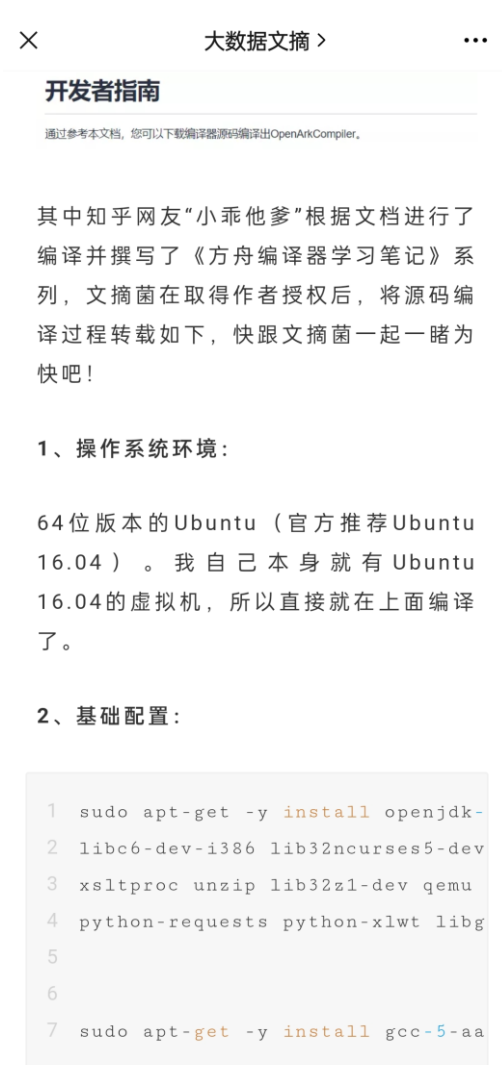 大数据文摘
开发者指南
通过参考本文档，您可以下载编译器源码编译出OpenArkCompiler。
其中知乎网友“小乖他爹”根据文档进行了
编译并撰写了《方舟编译器学习笔记》系
列，文摘菌在取得作者授权后，将源码编
译过程转载如下，快跟文摘菌一起一睹为
快吧！
1、操作系统环境：
64位版本的Ubuntu（官方推荐Ubuntu
16.04）。我自己本身就有Ubuntu
16.04的虚拟机，所以直接就在上面编译
了。
2、基础配置：
1 sudo apt-get -y install openjdk-
2 libc6-dev-i386 lib32ncurses5-dev
3 xsltproc unzip lib32z1-dev qemu
4 python-requests python-xlwt libg
5
6
7 sudo apt-get -y install gcc-5-aa